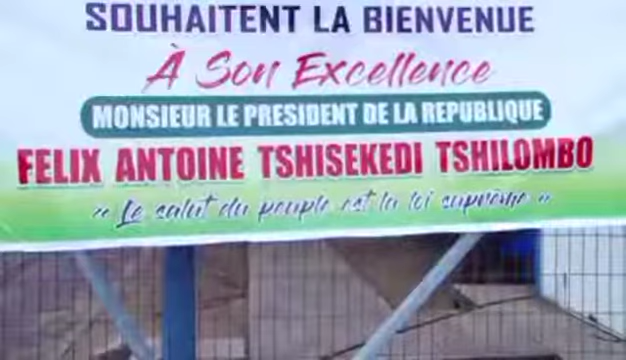 SOUHAITENT LA BIENVENUE
À Son Excellence
MONSIEUR LE PRESIDENT DE LA REPUBLIQUE
FELIX ANTOINE TSHISEKEDI TSHILOMBO
« Le salut du peuple est la loi suprème »